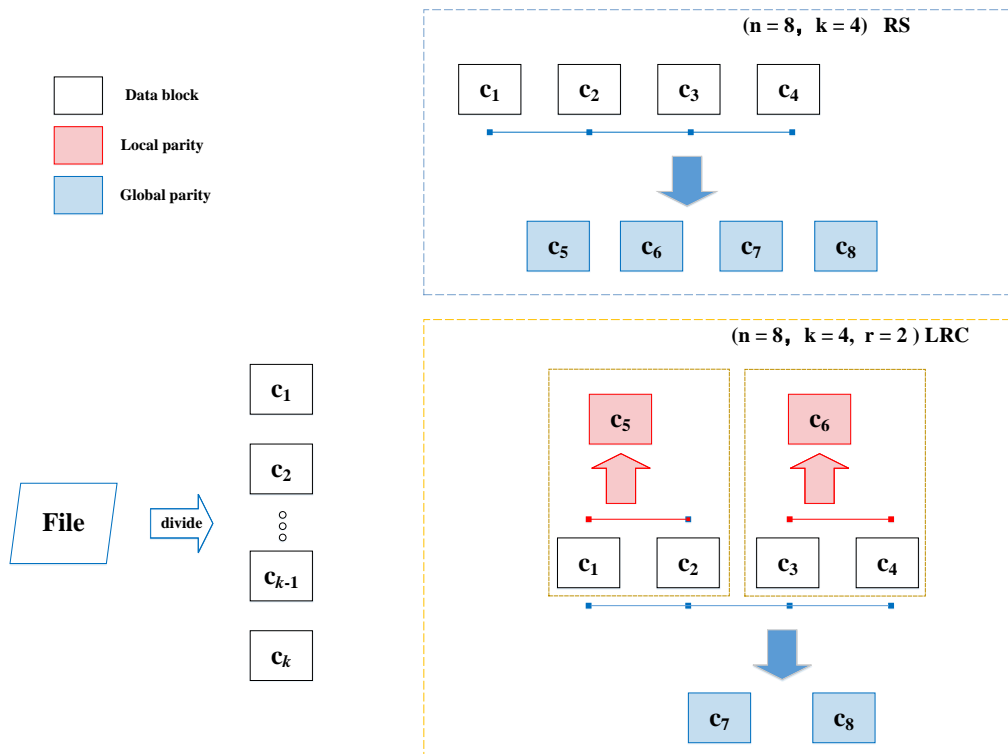 Data block
Local parity
Global parity
(n = 8, k = 4) RS
c₁ c₂ c₃ c₄
c₅ c₆ c₇ c₈
File
divide
c₁
c₂
cₖ₋₁
cₖ
(n = 8, k = 4, r = 2 ) LRC
c₅ c₆
c₁ c₂ c₃ c₄
c₇ c₈